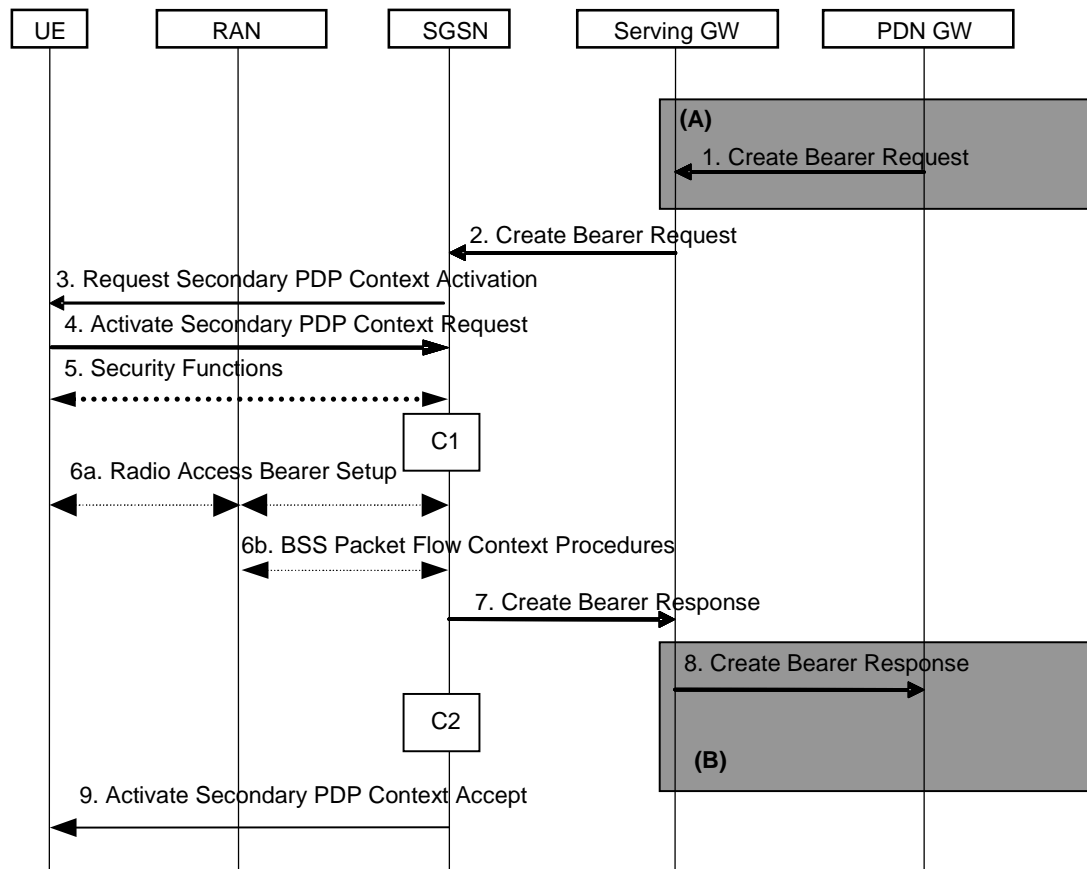 UE
RAN
SGSN
Serving GW
PDN GW
(A)
1. Create Bearer Request
2. Create Bearer Request
3. Request Secondary PDP Context Activation
4. Activate Secondary PDP Context Request
5. Security Functions
C1
6a. Radio Access Bearer Setup
6b. BSS Packet Flow Context Procedures
7. Create Bearer Response
8. Create Bearer Response
C2
(B)
9. Activate Secondary PDP Context Accept